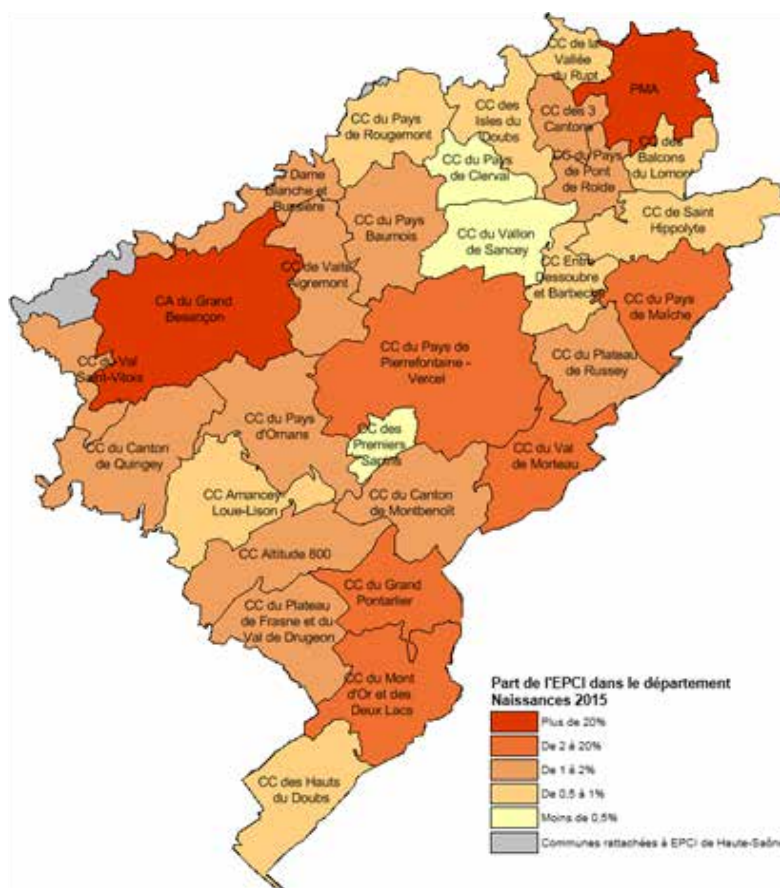 CC de la
Vallée
du Rupt
PMA
CC des
Isles du
Doubs
CC des 3
Cantons
CC du Pays
de Rougemont
CC des
Balcons
du Lomont
CC du Pays
de Pont
de Roide
CC du Pays
de Clerval
Dame
Blanche et
Bussière
CC de Saint
Hippolyte
CC du Pays
Baumois
CC du Vallon
de Sancey
CC de Vaite
Aigremont
CC Entre
Dessoubre
et Barbeche
CA du Grand
Besançon
CC du Pays
de Maîche
CC du Pays de
Pierrefontaine -
Vercel
CC du Plateau
de Russey
CC du Val
Saint-Vitois
CC du Pays
d'Ornans
CC des
Premiers
Sapins
CC du Canton
de Quingey
CC du Val
de Morteau
CC Amancey-
Loue-Lison
CC du Canton
de Montbenoît
CC Altitude 800
CC du Grand
Pontarlier
CC du Plateau
de Frasne et du
Val de Drugeon
CC du Mont
d'Or et des
Deux Lacs
CC des Hauts
du Doubs
Part de l'EPCI dans le département
Naissances 2015
Plus de 20%
De 2 à 20%
De 1 à 2%
De 0,5 à 1%
Moins de 0,5%
Communes rattachées à EPCI de Haute-Saône